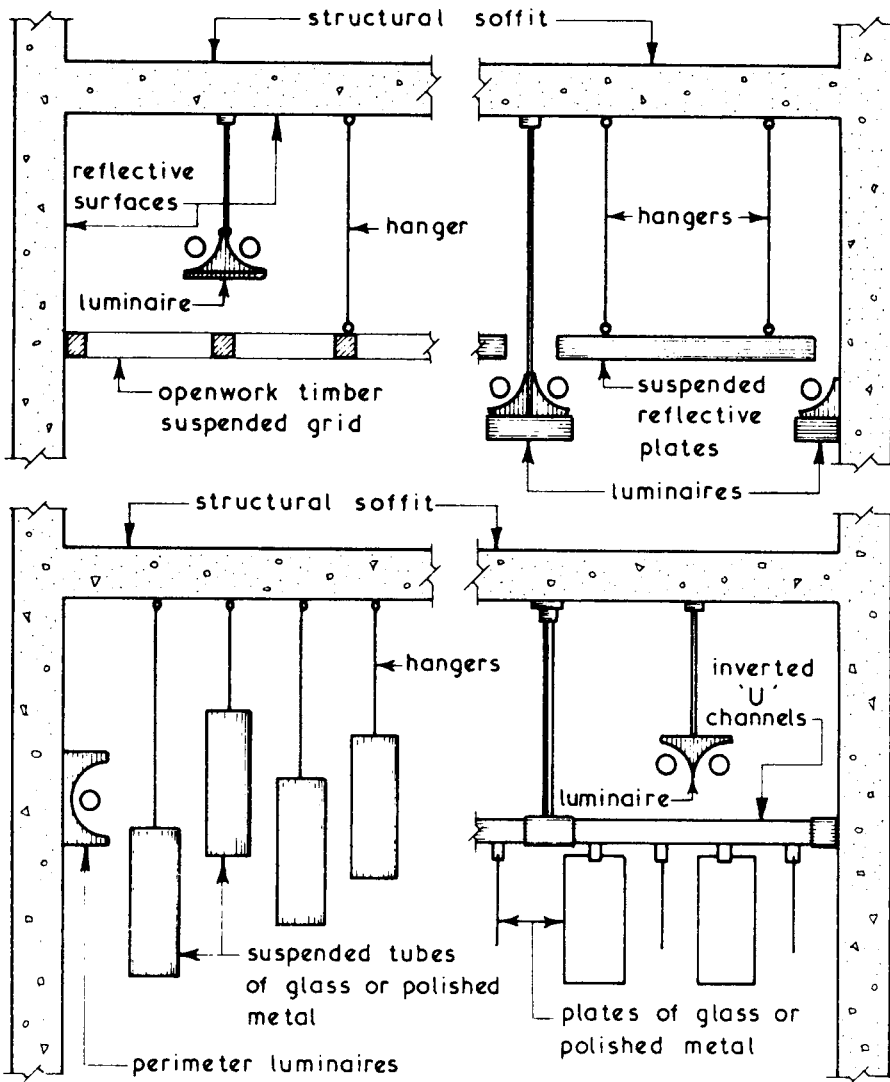 structural soffit
reflective
surfaces
hanger
hangers
luminaire
openwork timber
suspended grid
suspended
reflective
plates
luminaires
structural soffit
hangers
inverted
'U'
channels
luminaire
suspended tubes
of glass or polished
metal
plates of glass or
polished metal
perimeter luminaires